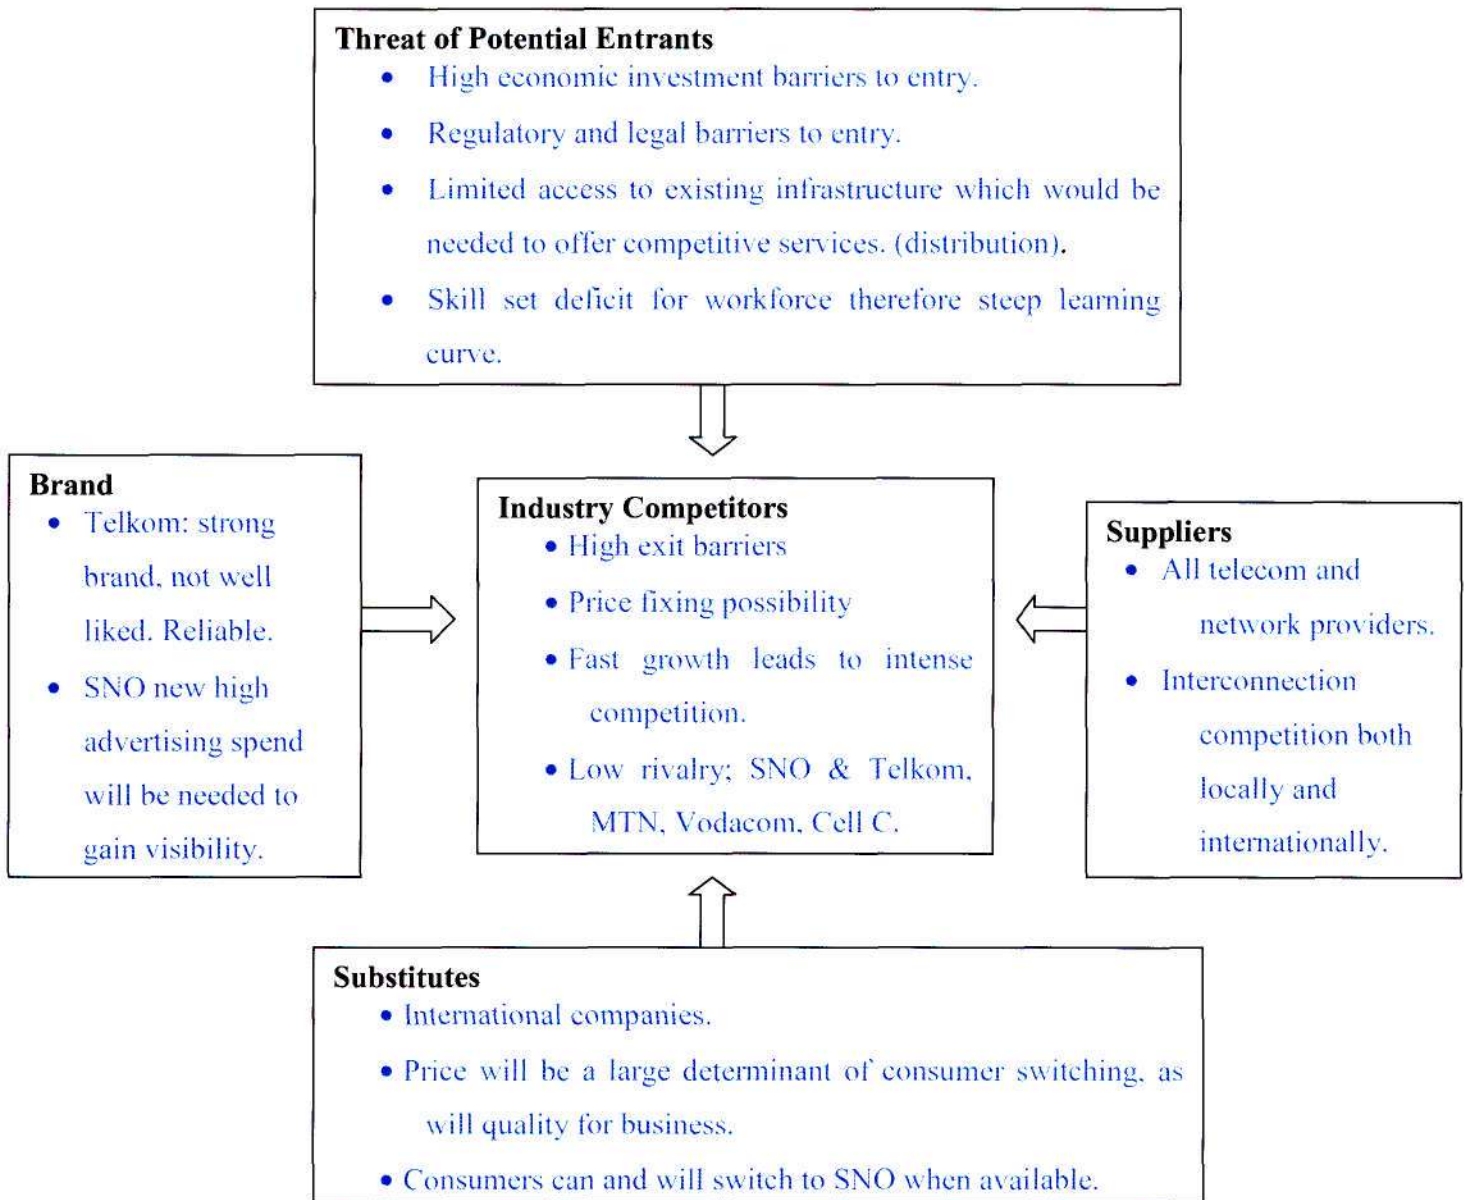 Threat of Potential Entrants
• High economic investment barriers to entry.
• Regulatory and legal barriers to entry.
• Limited access to existing infrastructure which would be
needed to offer competitive services. (distribution).
• Skill set deficit for workforce therefore steep learning
curve.
Brand
• Telkom: strong
brand, not well
liked. Reliable.
• SNO new high
advertising spend
will be needed to
gain visibility.
Industry Competitors
• High exit barriers
• Price fixing possibility
• Fast growth leads to intense
competition.
• Low rivalry; SNO & Telkom,
MTN, Vodacom, Cell C.
Suppliers
• All telecom and
network providers.
• Interconnection
competition both
locally and
internationally.
Substitutes
• International companies.
• Price will be a large determinant of consumer switching, as
will quality for business.
• Consumers can and will switch to SNO when available.